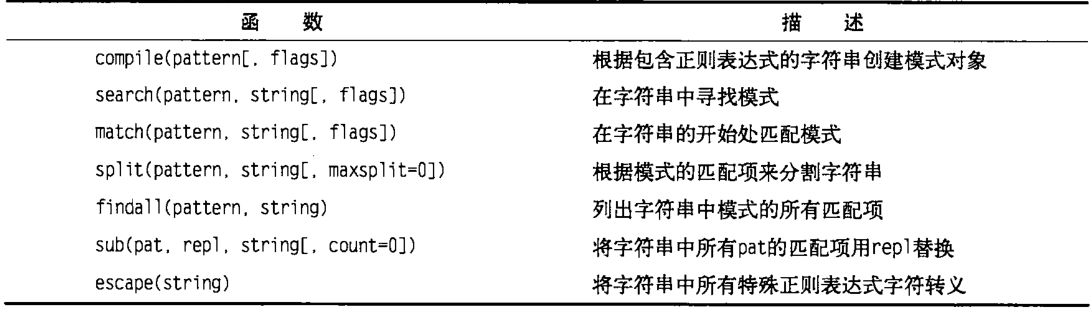 函 数 描 述
compile(pattern[, flags]) 根据包含正则表达式的字符串创建模式对象
search(pattern, string[, flags]) 在字符串中寻找模式
match(pattern, string[, flags]) 在字符串的开始处匹配模式
split(pattern, string[, maxsplit=0]) 根据模式的匹配项来分割字符串
findall(pattern, string) 列出字符串中模式的所有匹配项
sub(pat, repl, string[, count=0]) 将字符串中所有pat的匹配项用repl替换
escape(string) 将字符串中所有特殊正则表达式字符转义